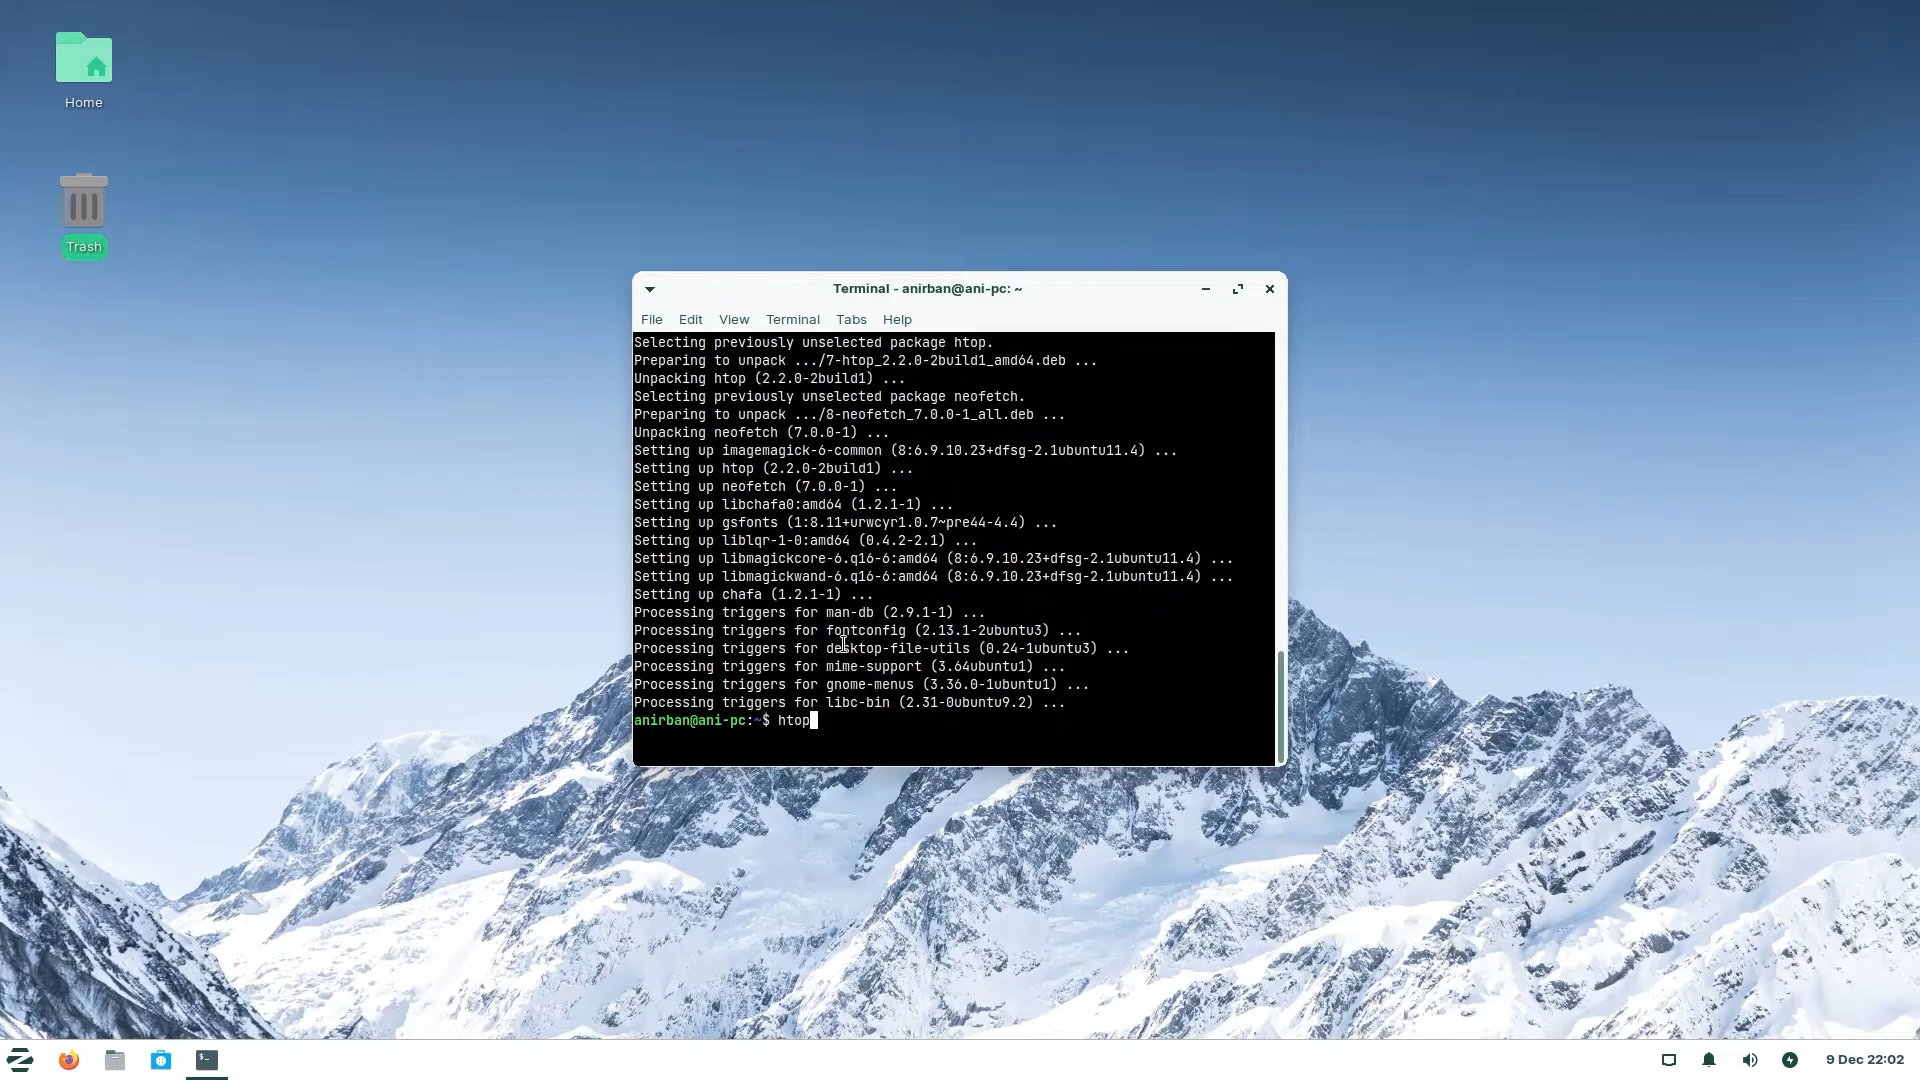 Home
Trash
Terminal - anirban@ani-pc: ~
File Edit View Terminal Tabs Help
Selecting previously unselected package htop.
Preparing to unpack .../7-htop_2.2.0-2build1_amd64.deb ...
Unpacking htop (2.2.0-2build1) ...
Selecting previously unselected package neofetch.
Preparing to unpack .../8-neofetch_7.0.0-1_all.deb ...
Unpacking neofetch (7.0.0-1) ...
Setting up imagemagick-6-common (8:6.9.10.23+dfsg-2.1ubuntu11.4) ...
Setting up htop (2.2.0-2build1) ...
Setting up neofetch (7.0.0-1) ...
Setting up libchafa0:amd64 (1.2.1-1) ...
Setting up gsfonts (1:8.11+urwcyr1.0.7~pre44-4.4) ...
Setting up liblqr-1-0:amd64 (0.4.2-2.1) ...
Setting up libmagickcore-6.q16-6:amd64 (8:6.9.10.23+dfsg-2.1ubuntu11.4) ...
Setting up libmagickwand-6.q16-6:amd64 (8:6.9.10.23+dfsg-2.1ubuntu11.4) ...
Setting up chafa (1.2.1-1) ...
Processing triggers for man-db (2.9.1-1) ...
Processing triggers for fontconfig (2.13.1-2ubuntu3) ...
Processing triggers for desktop-file-utils (0.24-1ubuntu3) ...
Processing triggers for mime-support (3.64ubuntu1) ...
Processing triggers for gnome-menus (3.36.0-1ubuntu1) ...
Processing triggers for libc-bin (2.31-0ubuntu9.2) ...
anirban@ani-pc:~$ htop
9 Dec 22:02